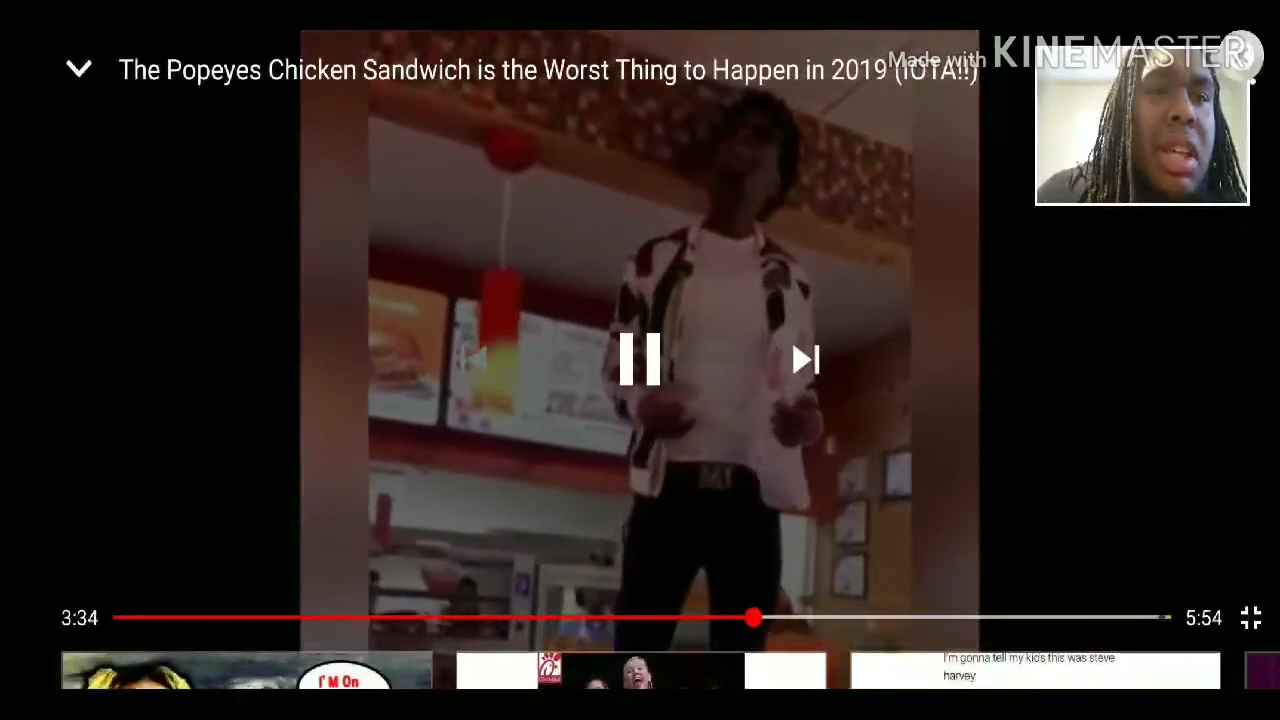 Made with KINEMASTER
The Popeyes Chicken Sandwich is the Worst Thing to Happen in 2019 (IOTA!!)
3:34
5:54
I'M On
I'm gonna tell my kids this was steve
harvey